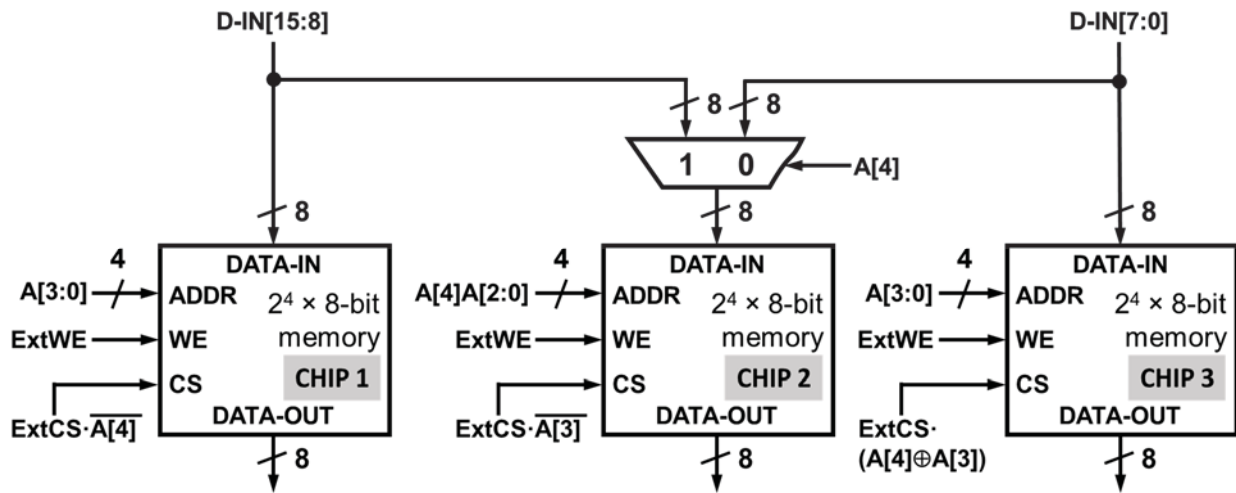 D-IN[15:8]
D-IN[7:0]
8
8
1
0
A[4]
8
8
8
4
DATA-IN
A[3:0]
ADDR
2⁴ × 8-bit
ExtWE
WE
memory
CS
CHIP 1
DATA-OUT
ExtCS·A̅[̅4̅]̅
8
4
DATA-IN
A[4]A[2:0]
ADDR
2⁴ × 8-bit
ExtWE
WE
memory
CS
CHIP 2
DATA-OUT
ExtCS·A̅[̅3̅]̅
8
4
DATA-IN
A[3:0]
ADDR
2⁴ × 8-bit
ExtWE
WE
memory
CS
CHIP 3
DATA-OUT
ExtCS·
(A[4]⊕A[3])
8